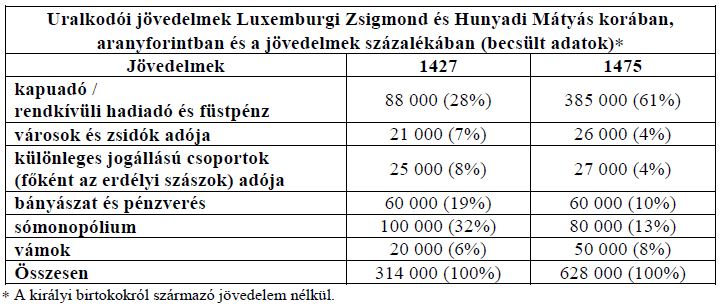 Uralkodói jövedelmek Luxemburgi Zsigmond és Hunyadi Mátyás korában,
aranyforintban és a jövedelmek százalékában (becsült adatok)*
Jövedelmek 1427 1475
kapuadó /
rendkívüli hadiadó és füstpénz 88 000 (28%) 385 000 (61%)
városok és zsidók adója 21 000 (7%) 26 000 (4%)
különleges jogállású csoportok
(főként az erdélyi szászok) adója 25 000 (8%) 27 000 (4%)
bányászat és pénzverés 60 000 (19%) 60 000 (10%)
sómonopólium 100 000 (32%) 80 000 (13%)
vámok 20 000 (6%) 50 000 (8%)
Összesen 314 000 (100%) 628 000 (100%)
* A királyi birtokokról származó jövedelem nélkül.